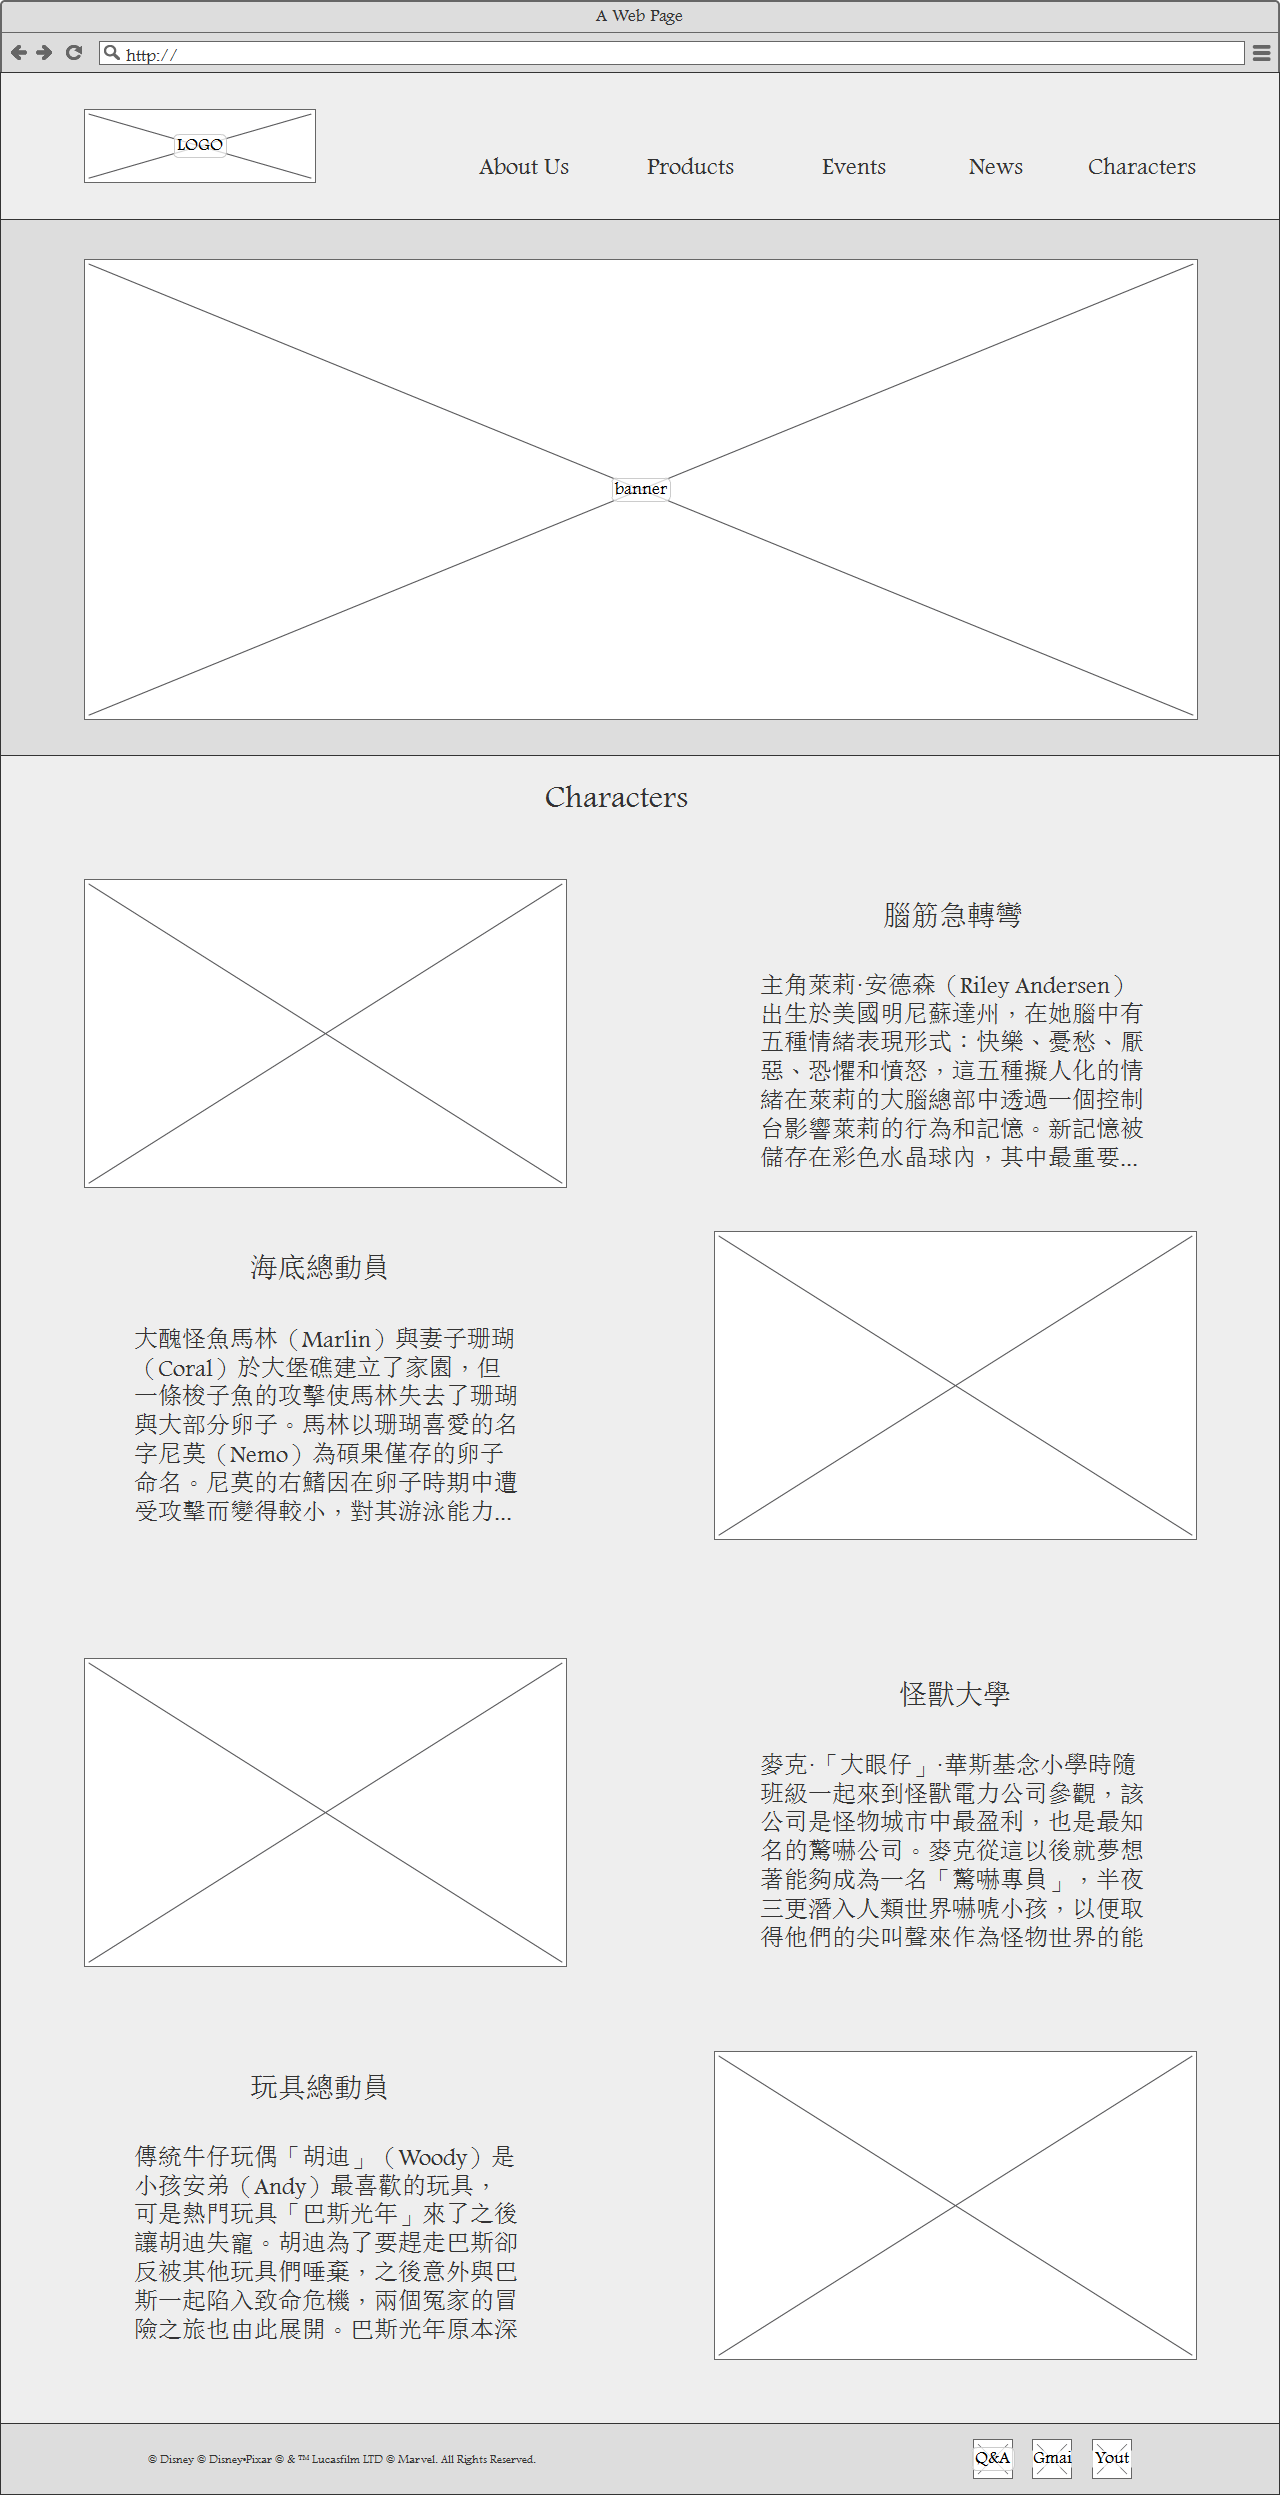 A Web Page
http://
LOGO
About Us
Products
Events
News
Characters
banner
Characters
腦筋急轉彎
主角萊莉·安德森（Riley Andersen）
出生於美國明尼蘇達州，在她腦中有
五種情緒表現形式：快樂、憂愁、厭
惡、恐懼和憤怒，這五種擬人化的情
緒在萊莉的大腦總部中透過一個控制
台影響萊莉的行為和記憶。新記憶被
儲存在彩色水晶球內，其中最重要...
海底總動員
大醜怪魚馬林（Marlin）與妻子珊瑚
（Coral）於大堡礁建立了家園，但
一條梭子魚的攻擊使馬林失去了珊瑚
與大部分卵子。馬林以珊瑚喜愛的名
字尼莫（Nemo）為碩果僅存的卵子
命名。尼莫的右鰭因在卵子時期中遭
受攻擊而變得較小，對其游泳能力...
怪獸大學
麥克·「大眼仔」·華斯基念小學時隨
班級一起來到怪獸電力公司參觀，該
公司是怪物城市中最盈利，也是最知
名的驚嚇公司。麥克從這以後就夢想
著能夠成為一名「驚嚇專員」，半夜
三更潛入人類世界嚇唬小孩，以便取
得他們的尖叫聲來作為怪物世界的能
玩具總動員
傳統牛仔玩偶「胡迪」（Woody）是
小孩安弟（Andy）最喜歡的玩具，
可是熱門玩具「巴斯光年」來了之後
讓胡迪失寵。胡迪為了要趕走巴斯卻
反被其他玩具們唾棄，之後意外與巴
斯一起陷入致命危機，兩個冤家的冒
險之旅也由此展開。巴斯光年原本深
© Disney © Disney•Pixar © & ™ Lucasfilm LTD © Marvel. All Rights Reserved.
Q&A
Gmai
Yout